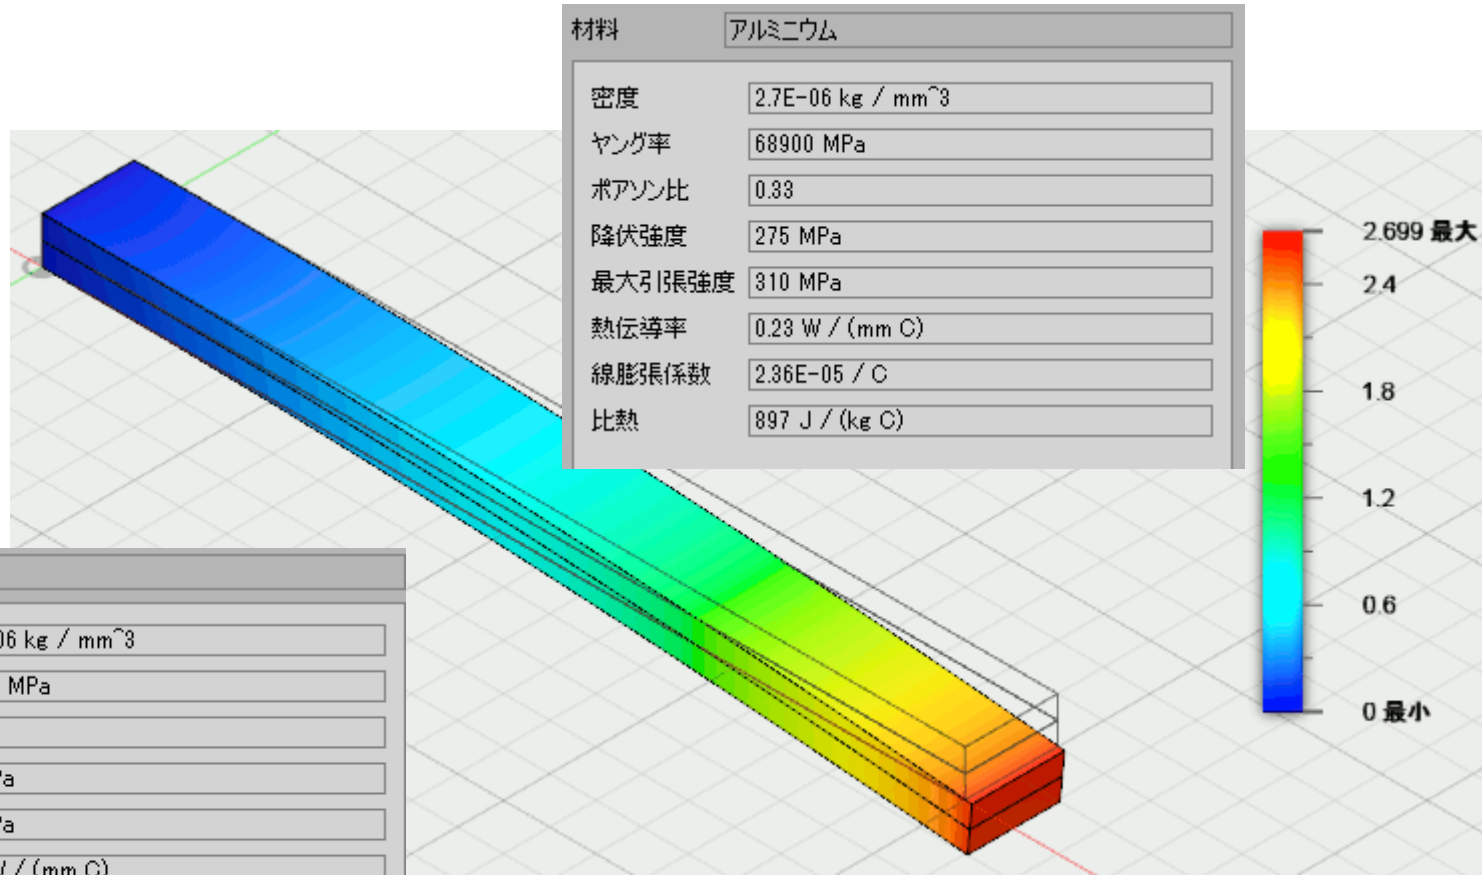 材料 アルミニウム
密度 2.7E-06 kg / mm^3
ヤング率 68900 MPa
ポアソン比 0.33
降伏強度 275 MPa
最大引張強度 310 MPa
熱伝導率 0.23 W / (mm C)
線膨張係数 2.36E-05 / C
比熱 897 J / (kg C)
2.699 最大
2.4
1.8
1.2
0.6
0 最小
06 kg / mm^3
MPa
Pa
Pa
W / (mm C)